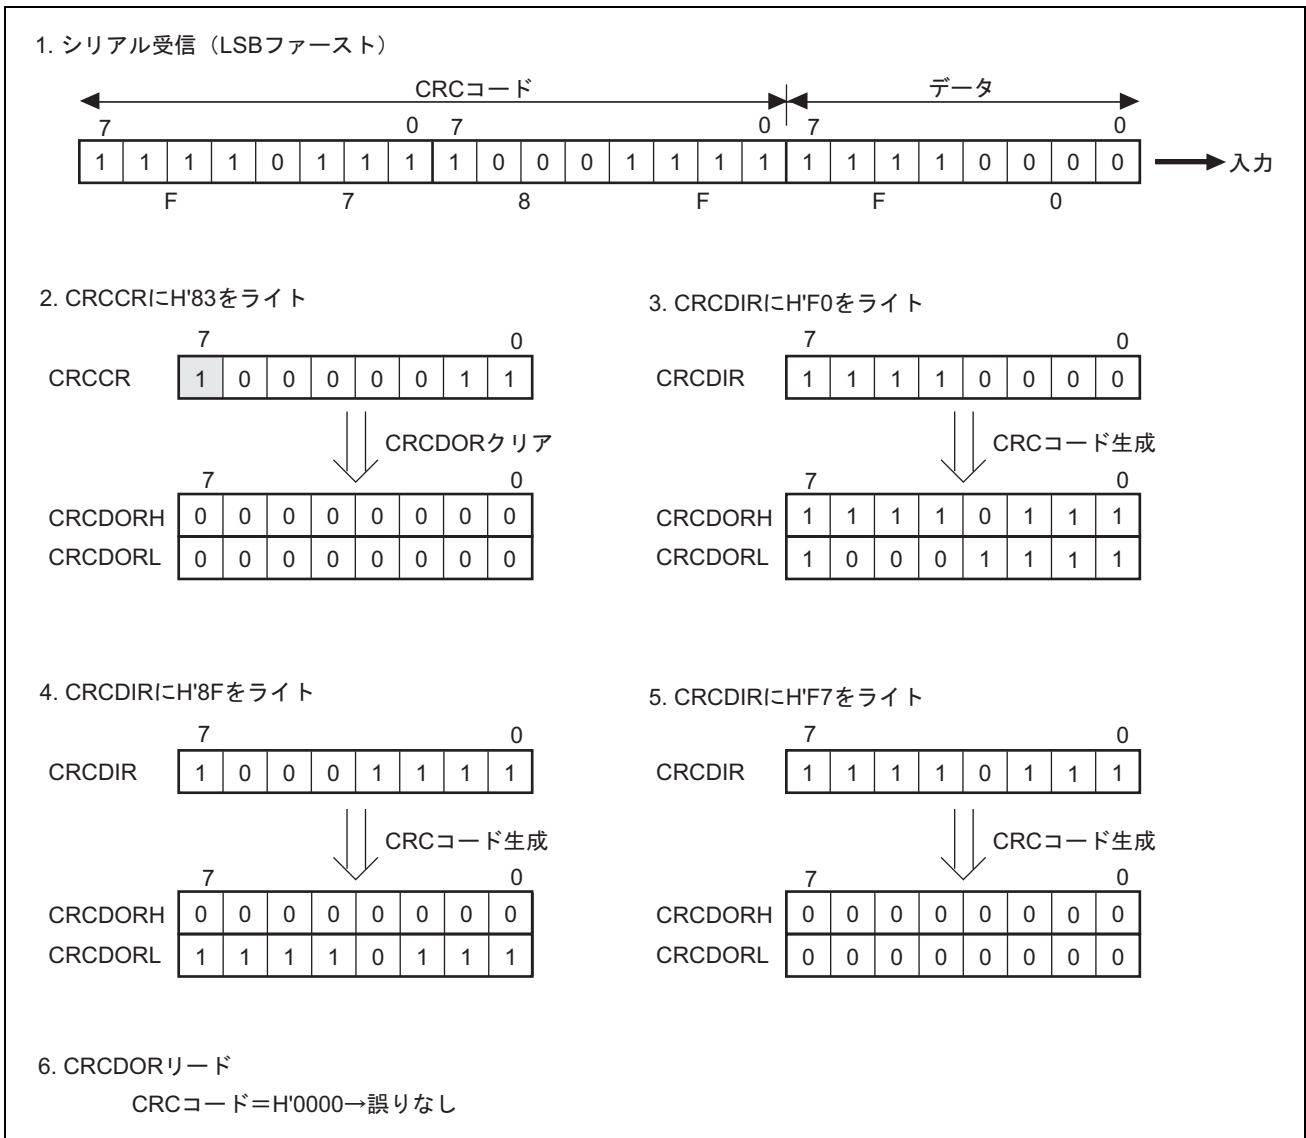 1. シリアル受信（LSBファースト）
CRCコード データ
7 0 7 0 7 0
1 1 1 1 0 1 1 1 1 0 0 0 1 1 1 1 1 1 1 1 0 0 0 0 入力
F 7 8 F F 0
2. CRCCRにH'83をライト
7 0
CRCCR 1 0 0 0 0 0 1 1
CRCDORクリア
7 0
CRCDORH 0 0 0 0 0 0 0 0
CRCDORL 0 0 0 0 0 0 0 0
3. CRCDIRにH'F0をライト
7 0
CRCDIR 1 1 1 1 0 0 0 0
CRCコード生成
7 0
CRCDORH 1 1 1 1 0 1 1 1
CRCDORL 1 0 0 0 1 1 1 1
4. CRCDIRにH'8Fをライト
7 0
CRCDIR 1 0 0 0 1 1 1 1
CRCコード生成
7 0
CRCDORH 0 0 0 0 0 0 0 0
CRCDORL 1 1 1 1 0 1 1 1
5. CRCDIRにH'F7をライト
7 0
CRCDIR 1 1 1 1 0 1 1 1
CRCコード生成
7 0
CRCDORH 0 0 0 0 0 0 0 0
CRCDORL 0 0 0 0 0 0 0 0
6. CRCDORリード
CRCコード＝H'0000→誤りなし